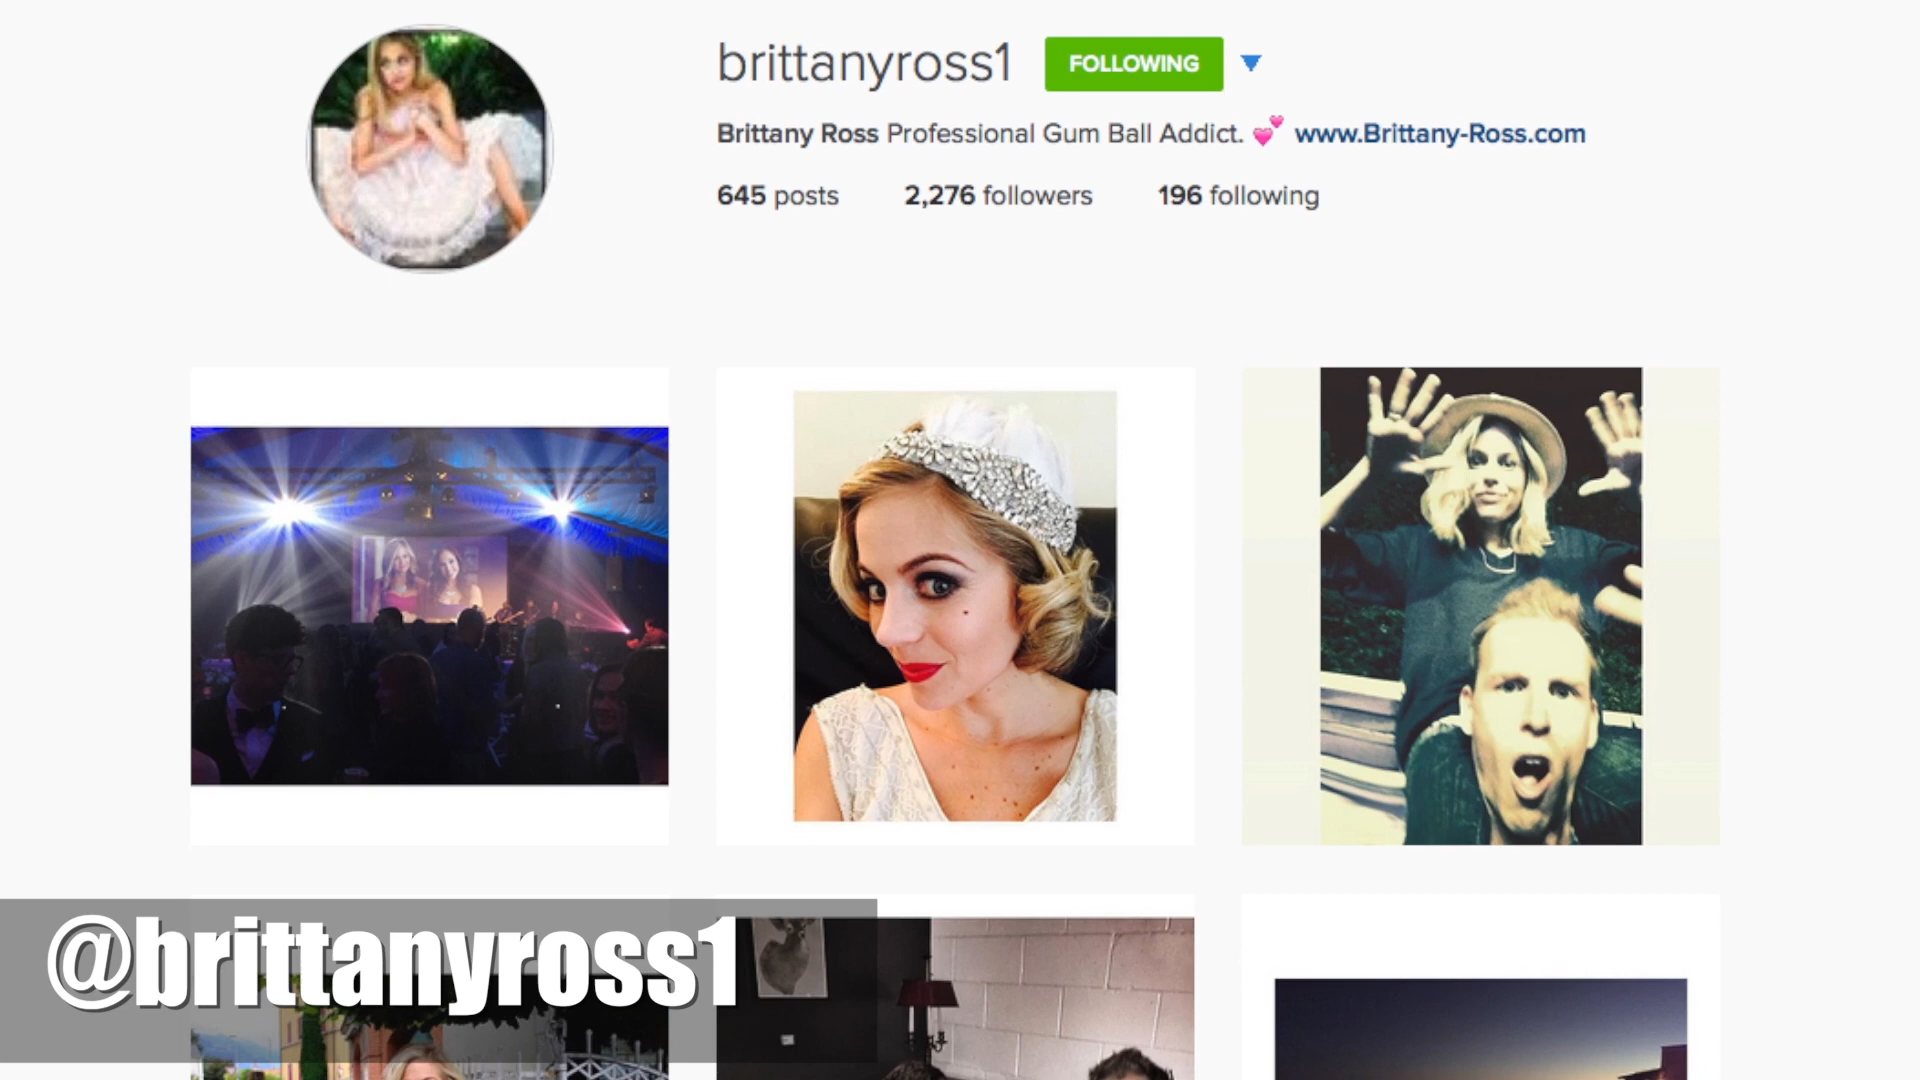 brittanyross1 FOLLOWING
Brittany Ross Professional Gum Ball Addict. 💕 www.Brittany-Ross.com
645 posts 2,276 followers 196 following
@brittanyross1